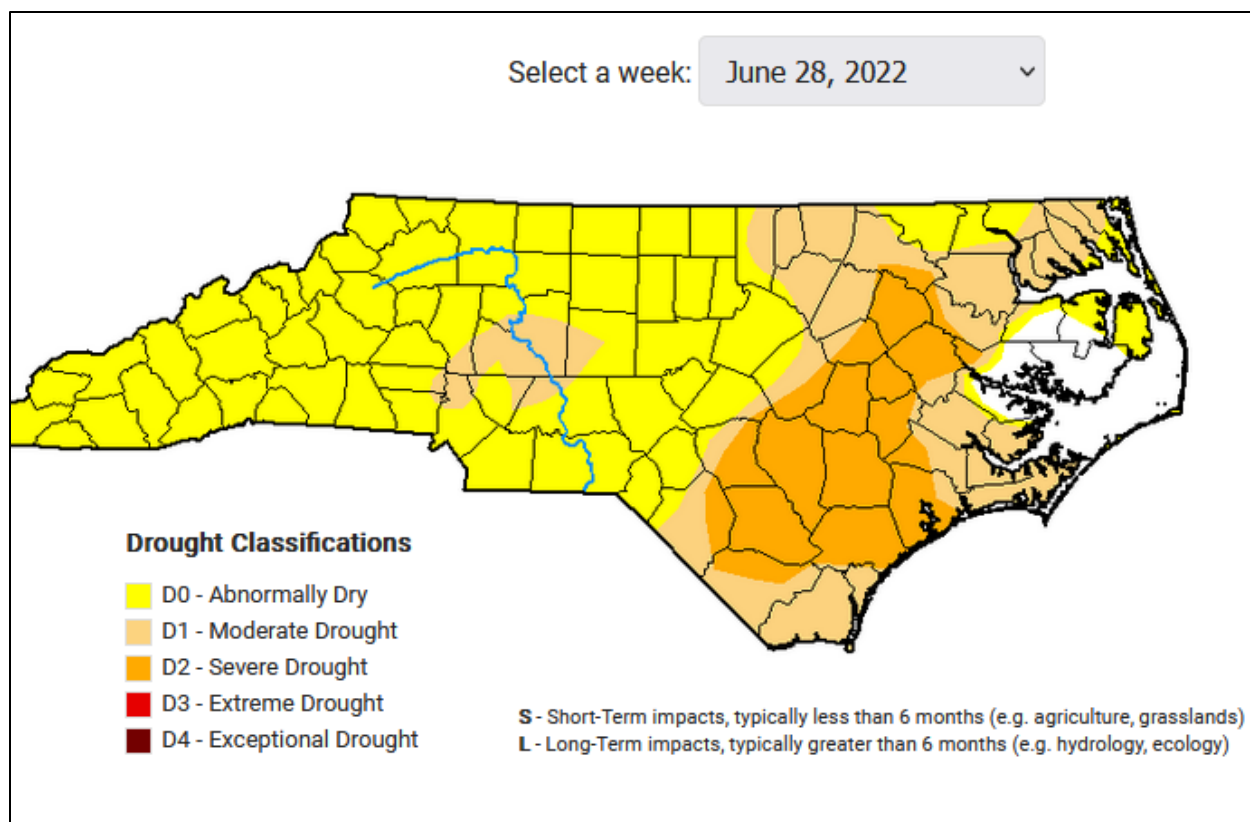 Select a week: June 28, 2022
Drought Classifications
D0 - Abnormally Dry
D1 - Moderate Drought
D2 - Severe Drought
D3 - Extreme Drought
D4 - Exceptional Drought
S - Short-Term impacts, typically less than 6 months (e.g. agriculture, grasslands)
L - Long-Term impacts, typically greater than 6 months (e.g. hydrology, ecology)